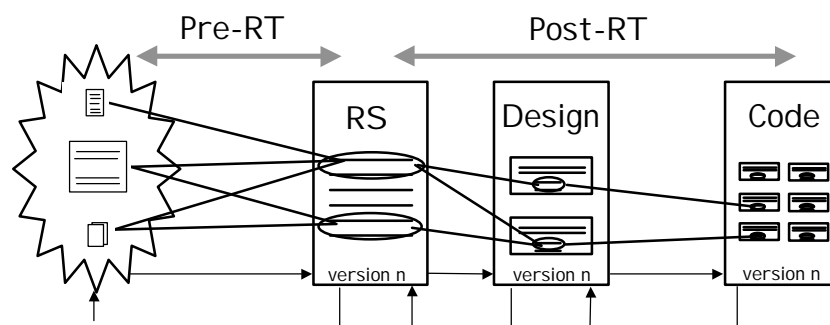 Pre-RT
Post-RT
RS
Design
Code
version n
version n
version n